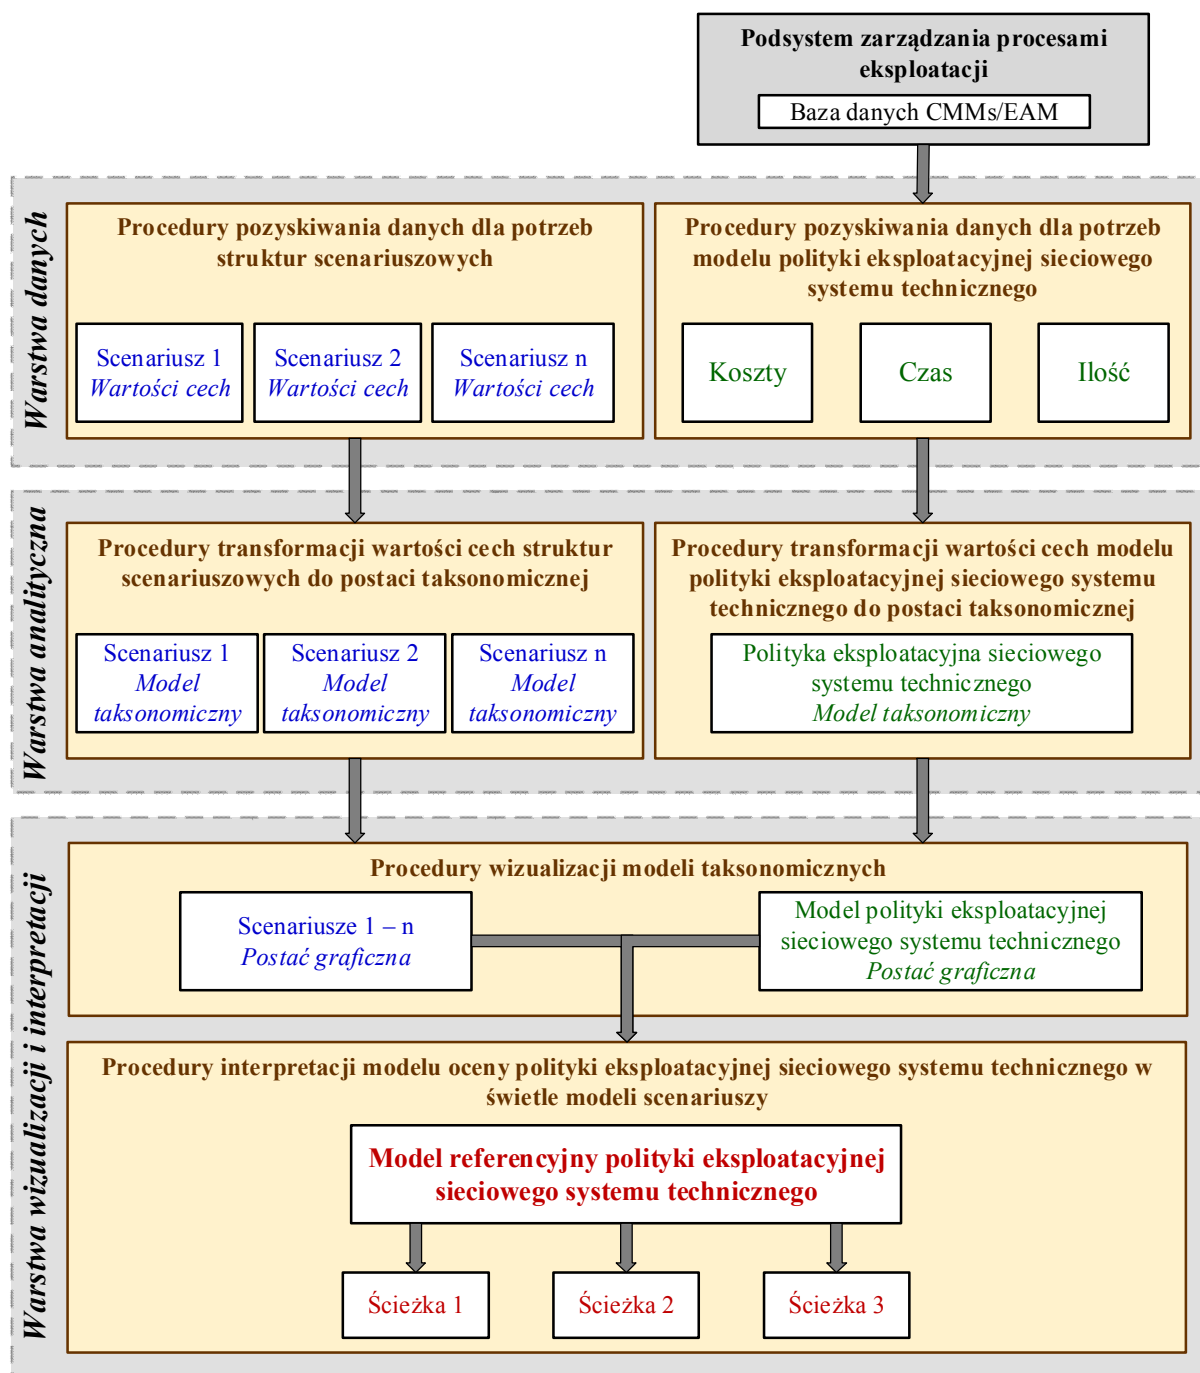 Podsystem zarządzania procesami
eksploatacji
Baza danych CMMs/EAM
Warstwa danych
Procedury pozyskiwania danych dla potrzeb
struktur scenariuszowych
Scenariusz 1
Wartości cech
Scenariusz 2
Wartości cech
Scenariusz n
Wartości cech
Procedury pozyskiwania danych dla potrzeb
modelu polityki eksploatacyjnej sieciowego
systemu technicznego
Koszty
Czas
Ilość
Warstwa analityczna
Procedury transformacji wartości cech struktur
scenariuszowych do postaci taksonomicznej
Scenariusz 1
Model
taksonomiczny
Scenariusz 2
Model
taksonomiczny
Scenariusz n
Model
taksonomiczny
Procedury transformacji wartości cech modelu
polityki eksploatacyjnej sieciowego systemu
technicznego do postaci taksonomicznej
Polityka eksploatacyjna sieciowego
systemu technicznego
Model taksonomiczny
Warstwa wizualizacji i interpretacji
Procedury wizualizacji modeli taksonomicznych
Scenariusze 1 – n
Postać graficzna
Model polityki eksploatacyjnej
sieciowego systemu technicznego
Postać graficzna
Procedury interpretacji modelu oceny polityki eksploatacyjnej sieciowego systemu technicznego w
świetle modeli scenariuszy
Model referencyjny polityki eksploatacyjnej
sieciowego systemu technicznego
Ścieżka 1
Ścieżka 2
Ścieżka 3